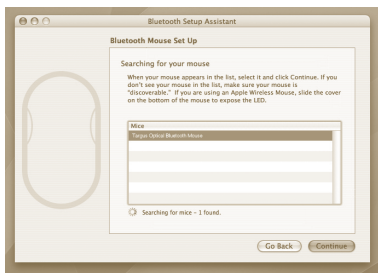 Bluetooth Setup Assistant
Bluetooth Mouse Set Up
Searching for your mouse
When your mouse appears in the list, select it and click Continue. If you
don't see your mouse in the list, make sure your mouse is
"discoverable." If you are using an Apple Wireless Mouse, slide the cover
on the bottom of the mouse to expose the LED.
Mice
Targus Optical Bluetooth Mouse
Searching for mice – 1 found.
Go Back
Continue